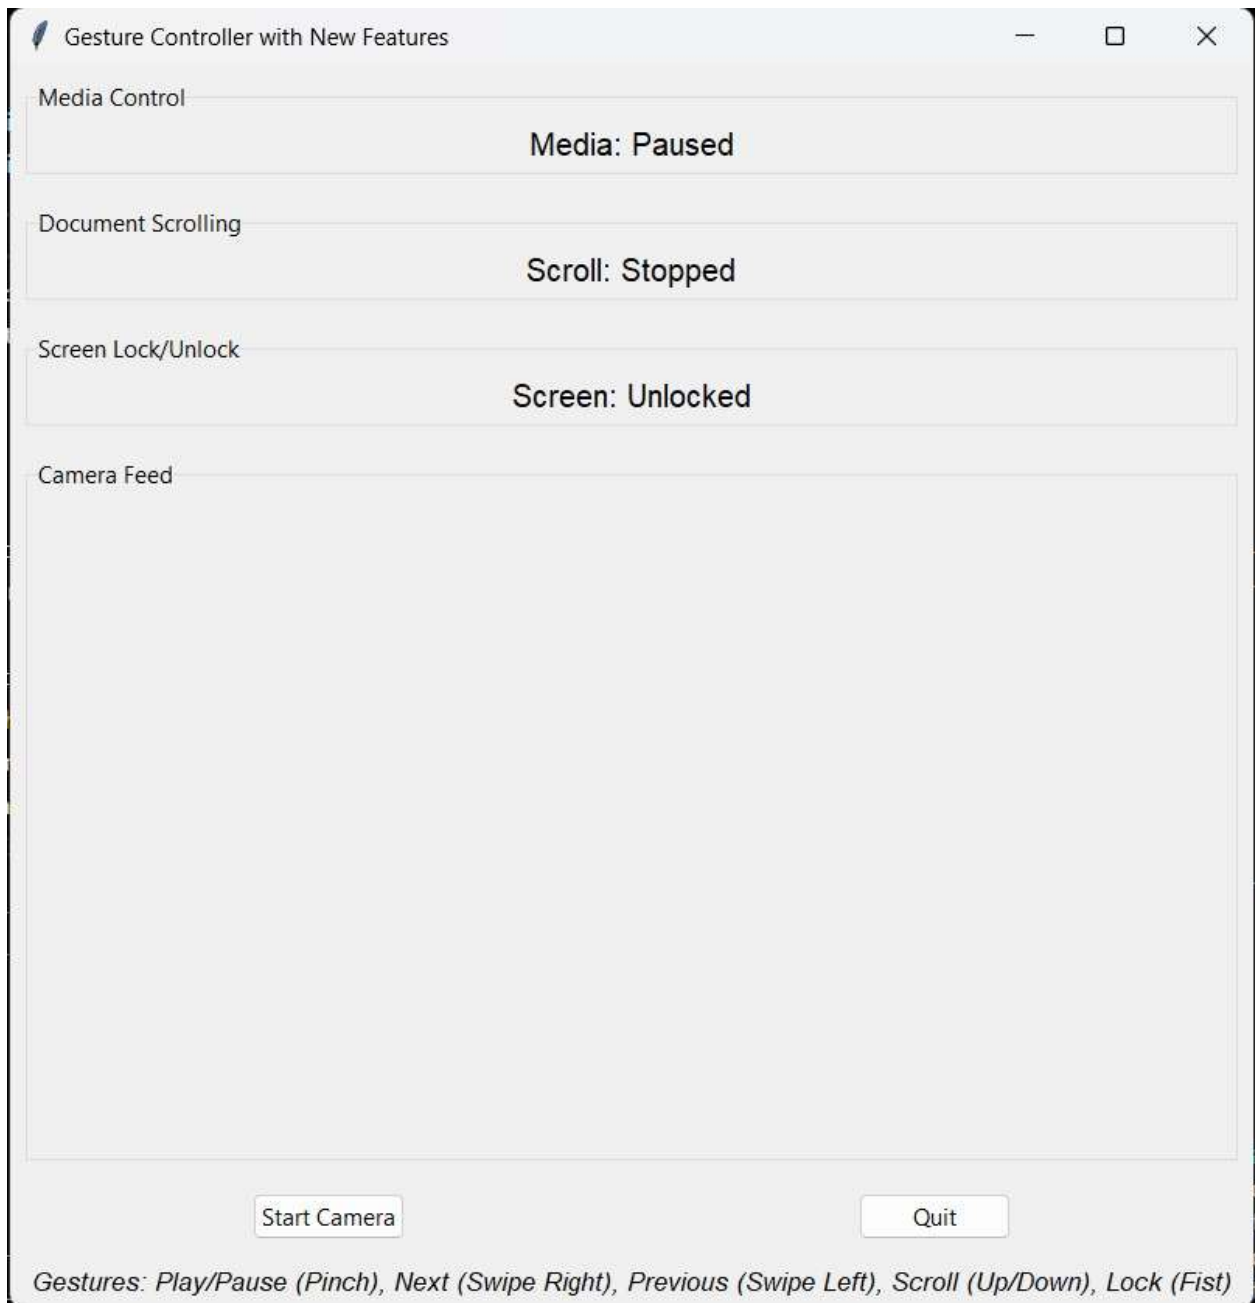 Gesture Controller with New Features
Media Control
Media: Paused
Document Scrolling
Scroll: Stopped
Screen Lock/Unlock
Screen: Unlocked
Camera Feed
Start Camera
Quit
Gestures: Play/Pause (Pinch), Next (Swipe Right), Previous (Swipe Left), Scroll (Up/Down), Lock (Fist)